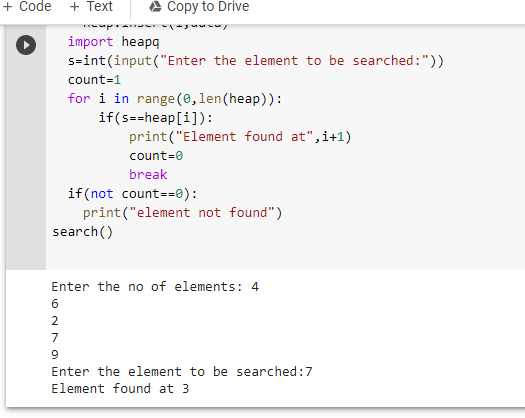 + Code + Text Copy to Drive
heap.insert(i,data)
import heapq
s=int(input("Enter the element to be searched:"))
count=1
for i in range(0,len(heap)):
if(s==heap[i]):
print("Element found at",i+1)
count=0
break
if(not count==0):
print("element not found")
search()
Enter the no of elements: 4
6
2
7
9
Enter the element to be searched:7
Element found at 3